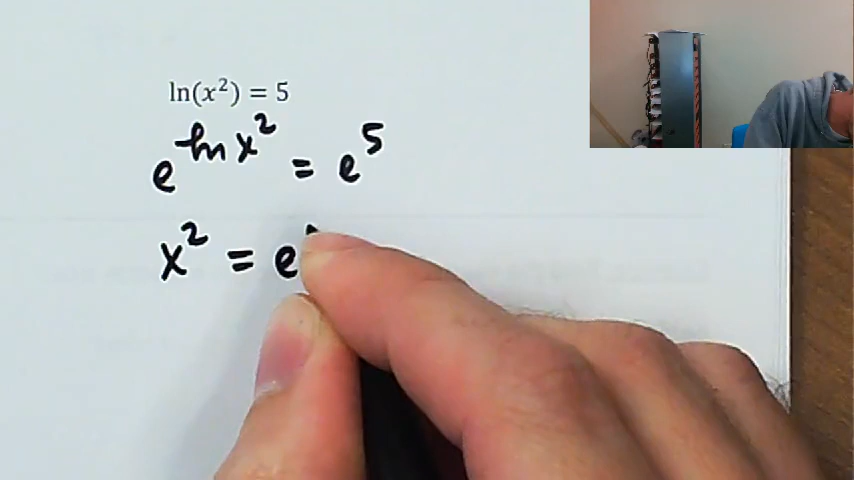 ln(x²) = 5
e^ln x² = e⁵
x² = e